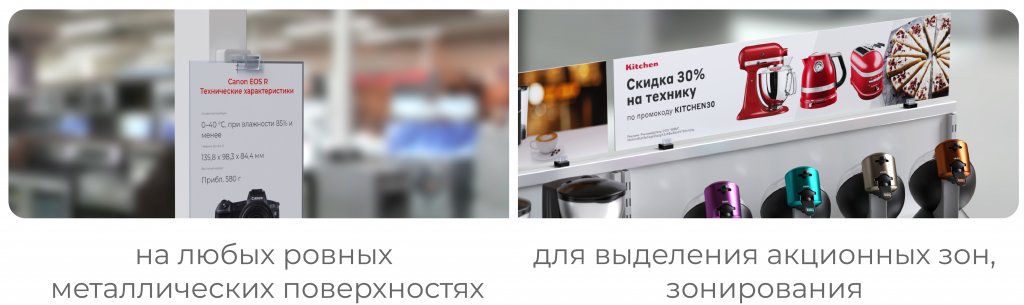 Canon EOS R
Технические характеристики
0–40 °C, при влажности 85% и
менее
135,8 x 98,3 x 84,4 мм
Прибл. 580 г
Canon
Kitchen
Скидка 30%
на технику
по промокоду KITCHEN30
на любых ровных
металлических поверхностях
для выделения акционных зон,
зонирования